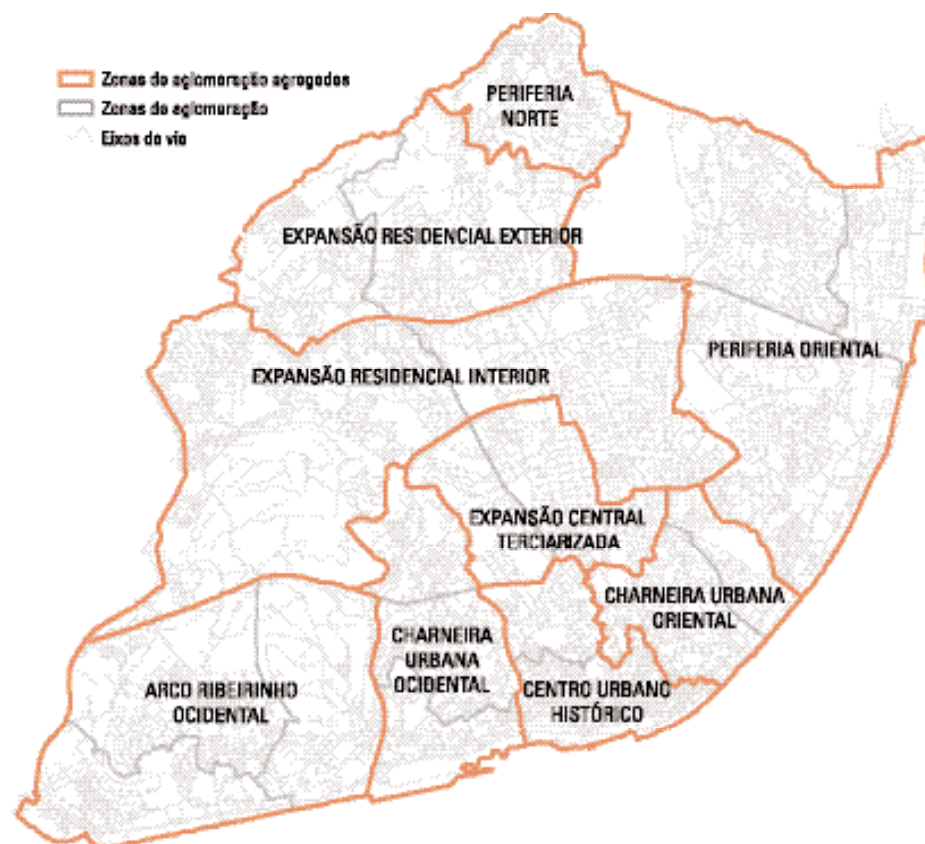 Zonas de aglomeração agregados
Zonas de aglomeração
Eixos de via
PERIFERIA
NORTE
EXPANSÃO RESIDENCIAL EXTERIOR
PERIFERIA ORIENTAL
EXPANSÃO RESIDENCIAL INTERIOR
EXPANSÃO CENTRAL
TERCIARIZADA
CHARNEIRA URBANA
ORIENTAL
CHARNEIRA
URBANA
OCIDENTAL
ARCO RIBEIRINHO
OCIDENTAL
CENTRO URBANO
HISTÓRICO